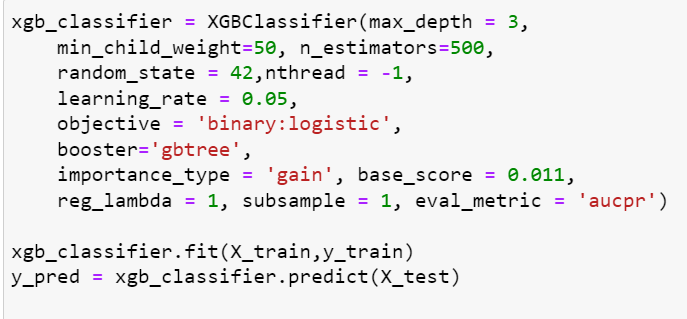 xgb_classifier = XGBClassifier(max_depth = 3,
    min_child_weight=50, n_estimators=500,
    random_state = 42,nthread = -1,
    learning_rate = 0.05,
    objective = 'binary:logistic',
    booster='gbtree',
    importance_type = 'gain', base_score = 0.011,
    reg_lambda = 1, subsample = 1, eval_metric = 'aucpr')

xgb_classifier.fit(X_train,y_train)
y_pred = xgb_classifier.predict(X_test)